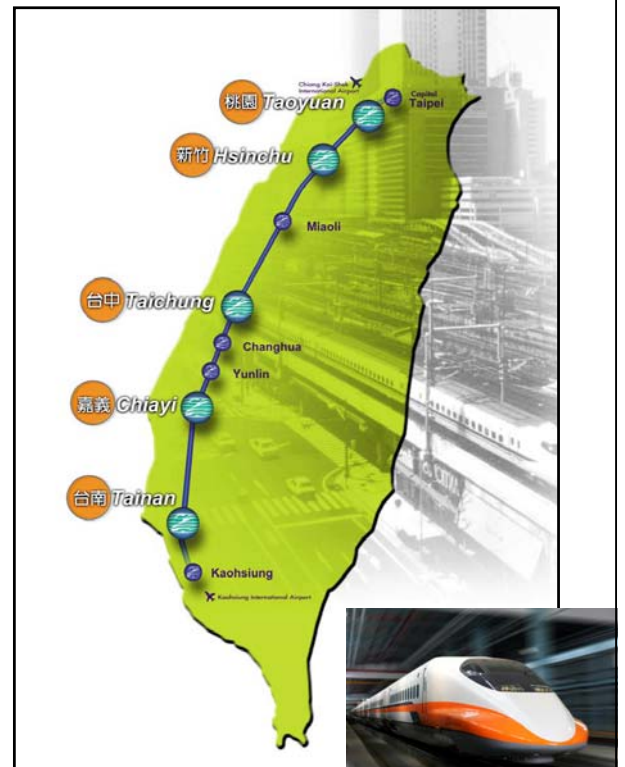 Chiang Kai Shek
International Airport
Capital
Taipei
桃園 Taoyuan
新竹 Hsinchu
Miaoli
台中 Taichung
Changhua
Yunlin
嘉義 Chiayi
台南 Tainan
Kaohsiung
Kaohsiung International Airport